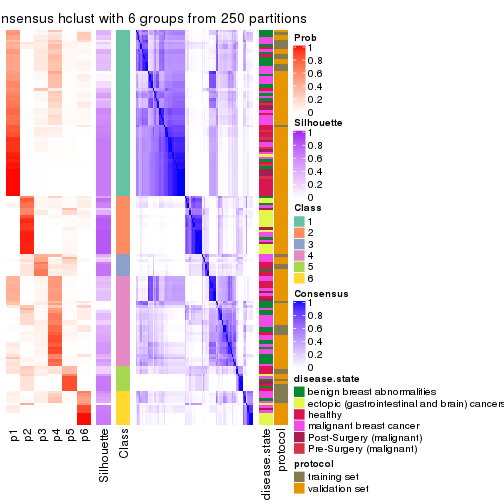 nsensus hclust with 6 groups from 250 partitions
Prob
1
0.8
0.6
0.4
0.2
0
Silhouette
1
0.8
0.6
0.4
0.2
0
Class
1
2
3
4
5
6
Consensus
1
0.8
0.6
0.4
0.2
0
disease.state
benign breast abnormalities
ectopic (gastrointestinal and brain) cancers
healthy
malignant breast cancer
Post-Surgery (malignant)
Pre-Surgery (malignant)
protocol
training set
validation set
p1
p2
p3
p4
p5
p6
Silhouette
Class
disease.state
protocol